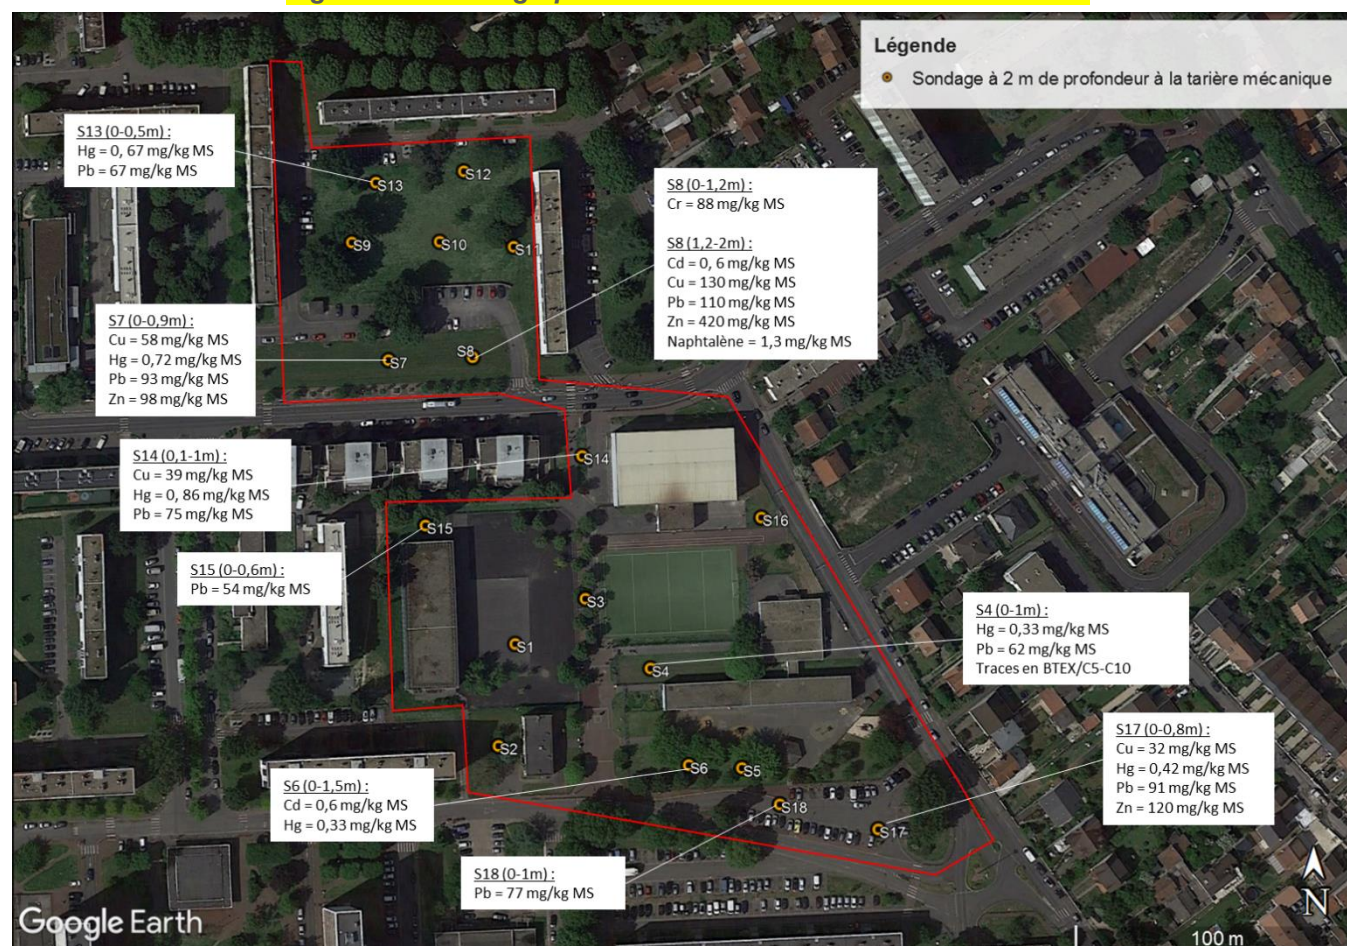 Légende
Sondage à 2 m de profondeur à la tarière mécanique
S13 (0-0,5m) :
Hg = 0, 67 mg/kg MS
Pb = 67 mg/kg MS
S8 (0-1,2m) :
Cr = 88 mg/kg MS
S8 (1,2-2m) :
Cd = 0, 6 mg/kg MS
Cu = 130 mg/kg MS
Pb = 110 mg/kg MS
Zn = 420 mg/kg MS
Naphtalène = 1,3 mg/kg MS
S7 (0-0,9m) :
Cu = 58 mg/kg MS
Hg = 0,72 mg/kg MS
Pb = 93 mg/kg MS
Zn = 98 mg/kg MS
S14 (0,1-1m) :
Cu = 39 mg/kg MS
Hg = 0, 86 mg/kg MS
Pb = 75 mg/kg MS
S15 (0-0,6m) :
Pb = 54 mg/kg MS
S4 (0-1m) :
Hg = 0,33 mg/kg MS
Pb = 62 mg/kg MS
Traces en BTEX/C5-C10
S17 (0-0,8m) :
Cu = 32 mg/kg MS
Hg = 0,42 mg/kg MS
Pb = 91 mg/kg MS
Zn = 120 mg/kg MS
S6 (0-1,5m) :
Cd = 0,6 mg/kg MS
Hg = 0,33 mg/kg MS
S18 (0-1m) :
Pb = 77 mg/kg MS
S12
S13
S9
S10
S11
S7
S8
S14
S15
S16
S3
S1
S4
S2
S6
S5
S18
S17
N
Google Earth
100 m